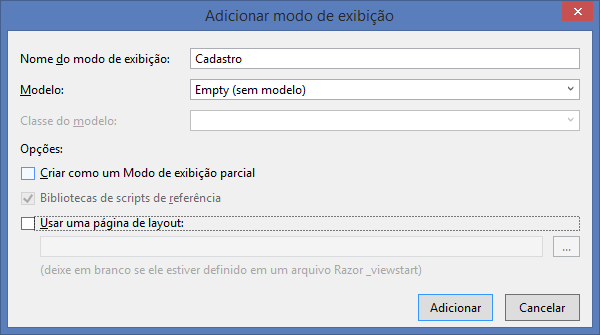 Adicionar modo de exibição
Nome do modo de exibição: Cadastro
Modelo: Empty (sem modelo)
Classe do modelo:
Opções:
Criar como um Modo de exibição parcial
Bibliotecas de scripts de referência
Usar uma página de layout:
...
(deixe em branco se ele estiver definido em um arquivo Razor _viewstart)
Adicionar Cancelar